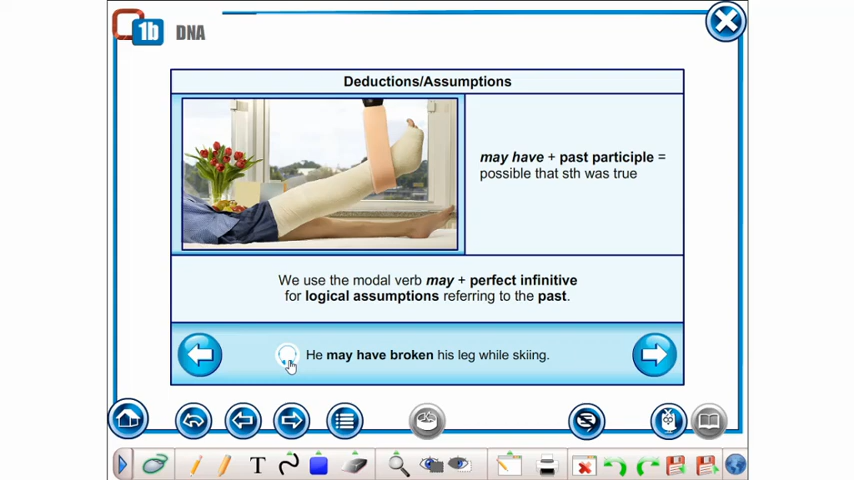 1b DNA
Deductions/Assumptions
may have + past participle =
possible that sth was true
We use the modal verb may + perfect infinitive
for logical assumptions referring to the past.
He may have broken his leg while skiing.
T